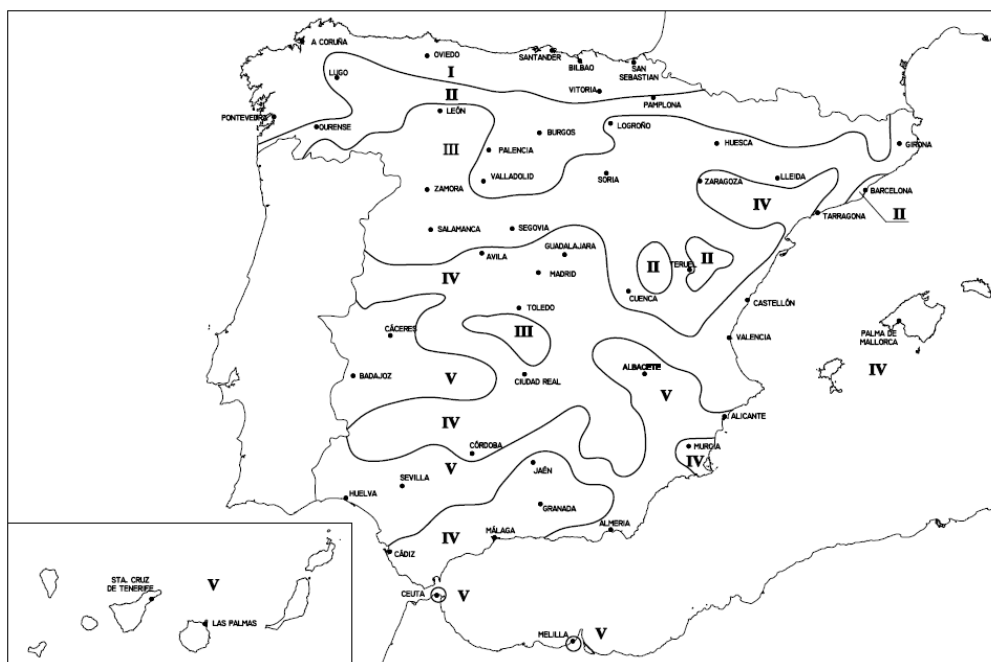 A CORUÑA
OVIEDO
SANTANDER
BILBAO
SAN
SEBASTIAN
LUGO
I
VITORIA
II
PAMPLONA
LEÓN
PONTEVEDRA
OURENSE
LOGROÑO
BURGOS
HUESCA
GIRONA
III
PALENCIA
VALLADOLID
SORIA
ZARAGOZA
LLEIDA
ZAMORA
BARCELONA
IV
II
TARRAGONA
SALAMANCA
SEGOVIA
GUADALAJARA
AVILA
IV
MADRID
II
TERUEL
II
CUENCA
CASTELLÓN
TOLEDO
CÁCERES
III
VALENCIA
PALMA DE
MALLORCA
IV
BADAJOZ
V
CIUDAD REAL
ALBACETE
V
IV
ALICANTE
CÓRDOBA
MURCIA
IV
V
JAÉN
SEVILLA
HUELVA
GRANADA
IV
MÁLAGA
ALMERIA
CÁDIZ
CEUTA
V
MELILLA
V
STA. CRUZ
DE TENERIFE
V
LAS PALMAS